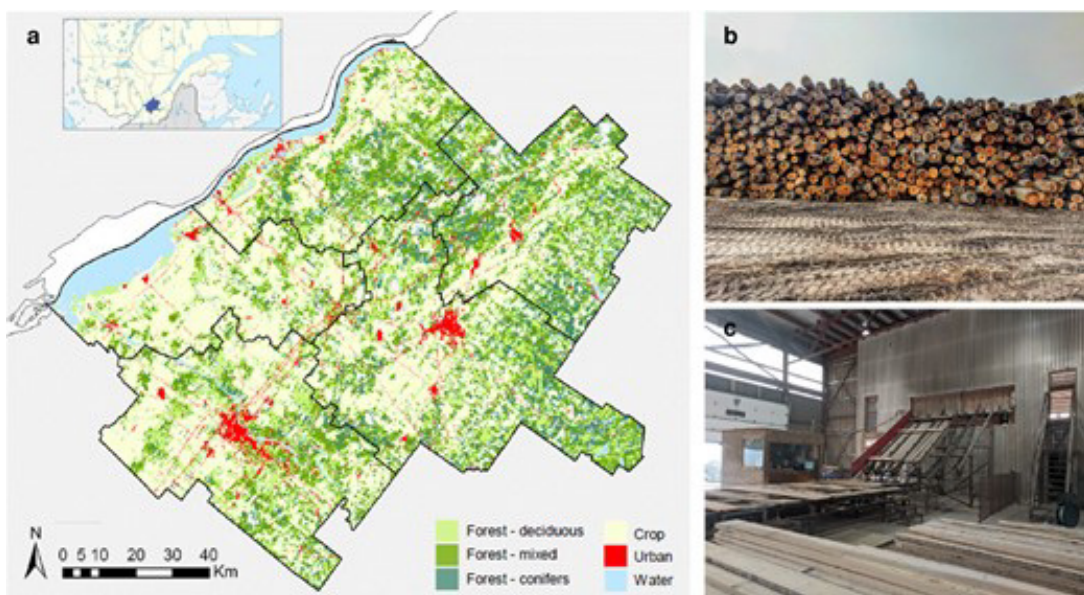 a
N
0 5 10 20 30 40
Km
Forest - deciduous
Forest - mixed
Forest - conifers
Crop
Urban
Water
b
c